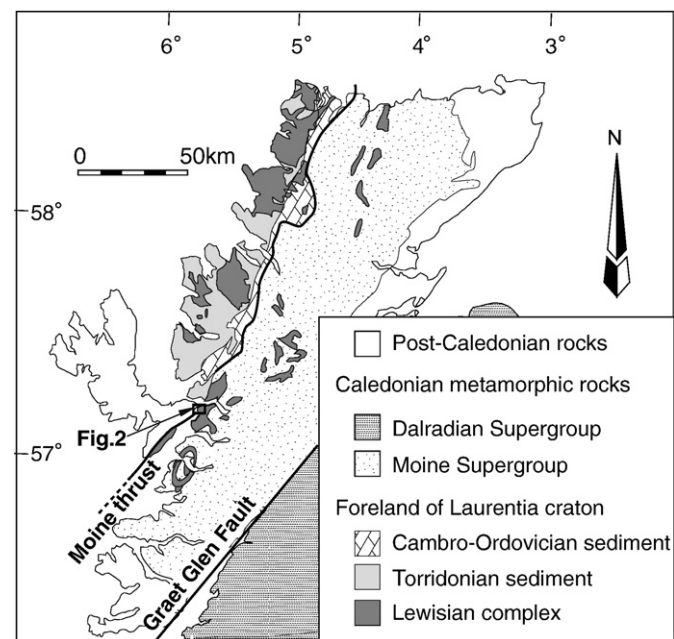 6° 5° 4° 3°
N
0 50km
58°
57°
Fig.2
Moine thrust
Graet Glen Fault
Post-Caledonian rocks
Caledonian metamorphic rocks
Dalradian Supergroup
Moine Supergroup
Foreland of Laurentia craton
Cambro-Ordovician sediment
Torridonian sediment
Lewisian complex